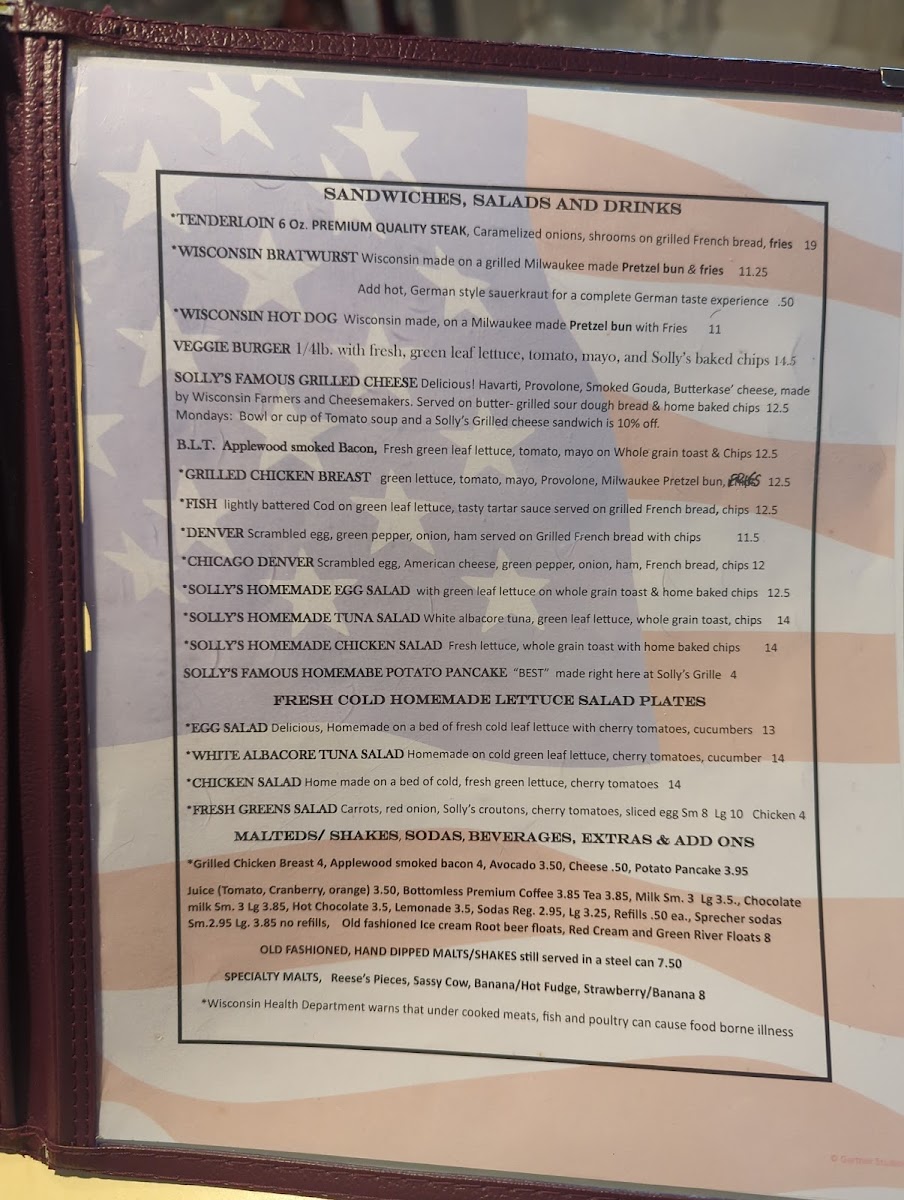 SANDWICHES, SALADS AND DRINKS
*TENDERLOIN 6 Oz. PREMIUM QUALITY STEAK, Caramelized onions, shrooms on grilled French bread, fries 19
*WISCONSIN BRATWURST Wisconsin made on a grilled Milwaukee made Pretzel bun & fries 11.25
Add hot, German style sauerkraut for a complete German taste experience .50
*WISCONSIN HOT DOG Wisconsin made, on a Milwaukee made Pretzel bun with Fries 11
VEGGIE BURGER 1/4lb. with fresh, green leaf lettuce, tomato, mayo, and Solly's baked chips 14.5
SOLLY'S FAMOUS GRILLED CHEESE Delicious! Havarti, Provolone, Smoked Gouda, Butterkase' cheese, made
by Wisconsin Farmers and Cheesemakers. Served on butter- grilled sour dough bread & home baked chips 12.5
Mondays: Bowl or cup of Tomato soup and a Solly's Grilled cheese sandwich is 10% off.
B.L.T. Applewood smoked Bacon, Fresh green leaf lettuce, tomato, mayo on Whole grain toast & Chips 12.5
*GRILLED CHICKEN BREAST green lettuce, tomato, mayo, Provolone, Milwaukee Pretzel bun, FRIES 12.5
*FISH lightly battered Cod on green leaf lettuce, tasty tartar sauce served on grilled French bread, chips 12.5
*DENVER Scrambled egg, green pepper, onion, ham served on Grilled French bread with chips 11.5
*CHICAGO DENVER Scrambled egg, American cheese, green pepper, onion, ham, French bread, chips 12
*SOLLY'S HOMEMADE EGG SALAD with green leaf lettuce on whole grain toast & home baked chips 12.5
*SOLLY'S HOMEMADE TUNA SALAD White albacore tuna, green leaf lettuce, whole grain toast, chips 14
*SOLLY'S HOMEMADE CHICKEN SALAD Fresh lettuce, whole grain toast with home baked chips 14
SOLLY'S FAMOUS HOMEMABE POTATO PANCAKE "BEST" made right here at Solly's Grille 4
FRESH COLD HOMEMADE LETTUCE SALAD PLATES
*EGG SALAD Delicious, Homemade on a bed of fresh cold leaf lettuce with cherry tomatoes, cucumbers 13
*WHITE ALBACORE TUNA SALAD Homemade on cold green leaf lettuce, cherry tomatoes, cucumber 14
*CHICKEN SALAD Home made on a bed of cold, fresh green lettuce, cherry tomatoes 14
*FRESH GREENS SALAD Carrots, red onion, Solly's croutons, cherry tomatoes, sliced egg Sm 8 Lg 10 Chicken 4
MALTEDS/ SHAKES, SODAS, BEVERAGES, EXTRAS & ADD ONS
*Grilled Chicken Breast 4, Applewood smoked bacon 4, Avocado 3.50, Cheese .50, Potato Pancake 3.95
Juice (Tomato, Cranberry, orange) 3.50, Bottomless Premium Coffee 3.85 Tea 3.85, Milk Sm. 3 Lg 3.5., Chocolate
milk Sm. 3 Lg 3.85, Hot Chocolate 3.5, Lemonade 3.5, Sodas Reg. 2.95, Lg 3.25, Refills .50 ea., Sprecher sodas
Sm.2.95 Lg. 3.85 no refills, Old fashioned Ice cream Root beer floats, Red Cream and Green River Floats 8
OLD FASHIONED, HAND DIPPED MALTS/SHAKES still served in a steel can 7.50
SPECIALTY MALTS, Reese's Pieces, Sassy Cow, Banana/Hot Fudge, Strawberry/Banana 8
*Wisconsin Health Department warns that under cooked meats, fish and poultry can cause food borne illness
© Gartner Studios